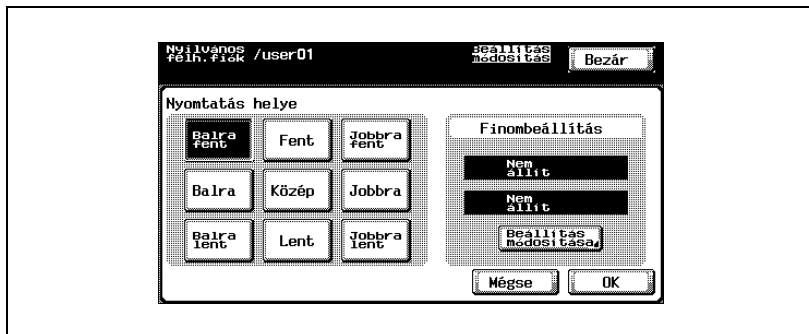 Nyilvános
felh.fiók /user01
Beállítás
módosítás
Bezár
Nyomtatás helye
Balra
fent
Fent
Jobbra
fent
Balra
Közép
Jobbra
Balra
lent
Lent
Jobbra
lent
Finombeállítás
Nem
állít
Nem
állít
Beállítás
módosítása
Mégse
OK